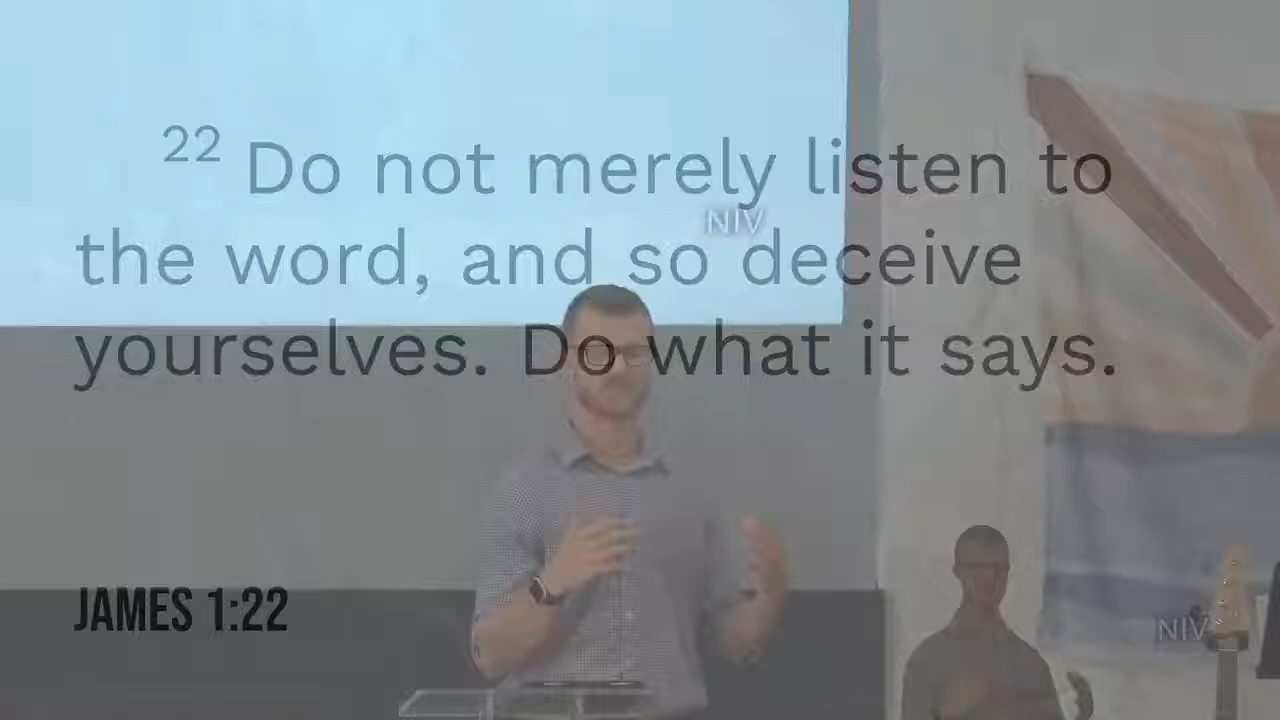 22 Do not merely listen to
NIV
the word, and so deceive
yourselves. Do what it says.
JAMES 1:22
NIV